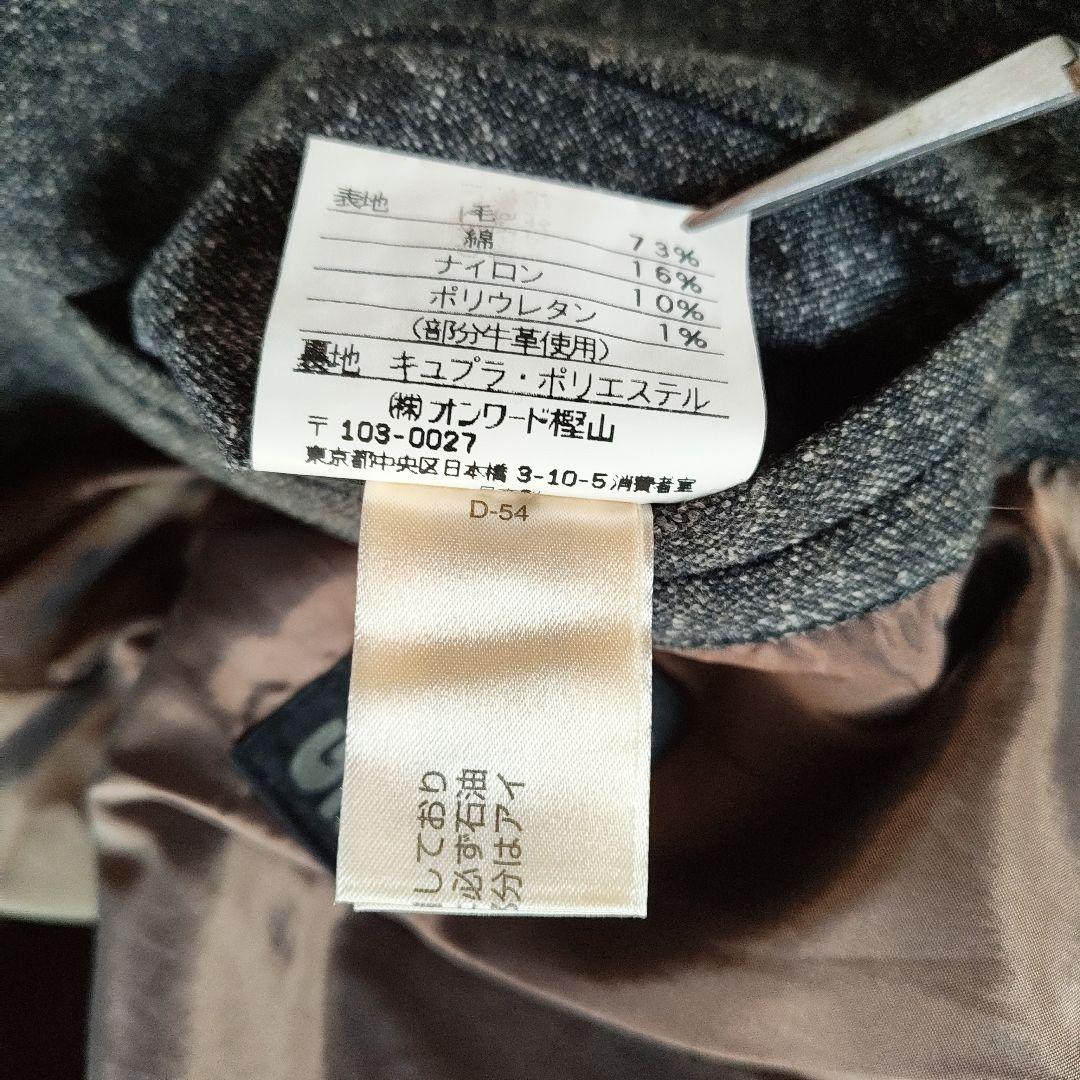 表地 毛 73%
綿 16%
ナイロン 10%
ポリウレタン 1%
(部分牛革使用)
裏地 キュプラ・ポリエステル
㈱オンワード樫山
〒103-0027
東京都中央区日本橋 3-10-5 消費者室
D-54
しており
必ず石油
分はアイ
G